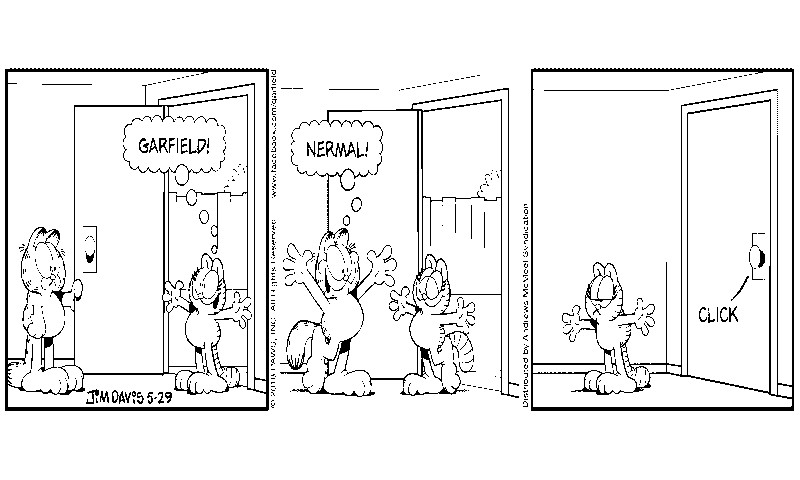 GARFIELD!
JIM DAVIS 5-29
www.facebook.com/garfield
NERMAL!
© 2018 PAWS, INC. All Rights Reserved.
Distributed by Andrews McMeel Syndication
CLICK